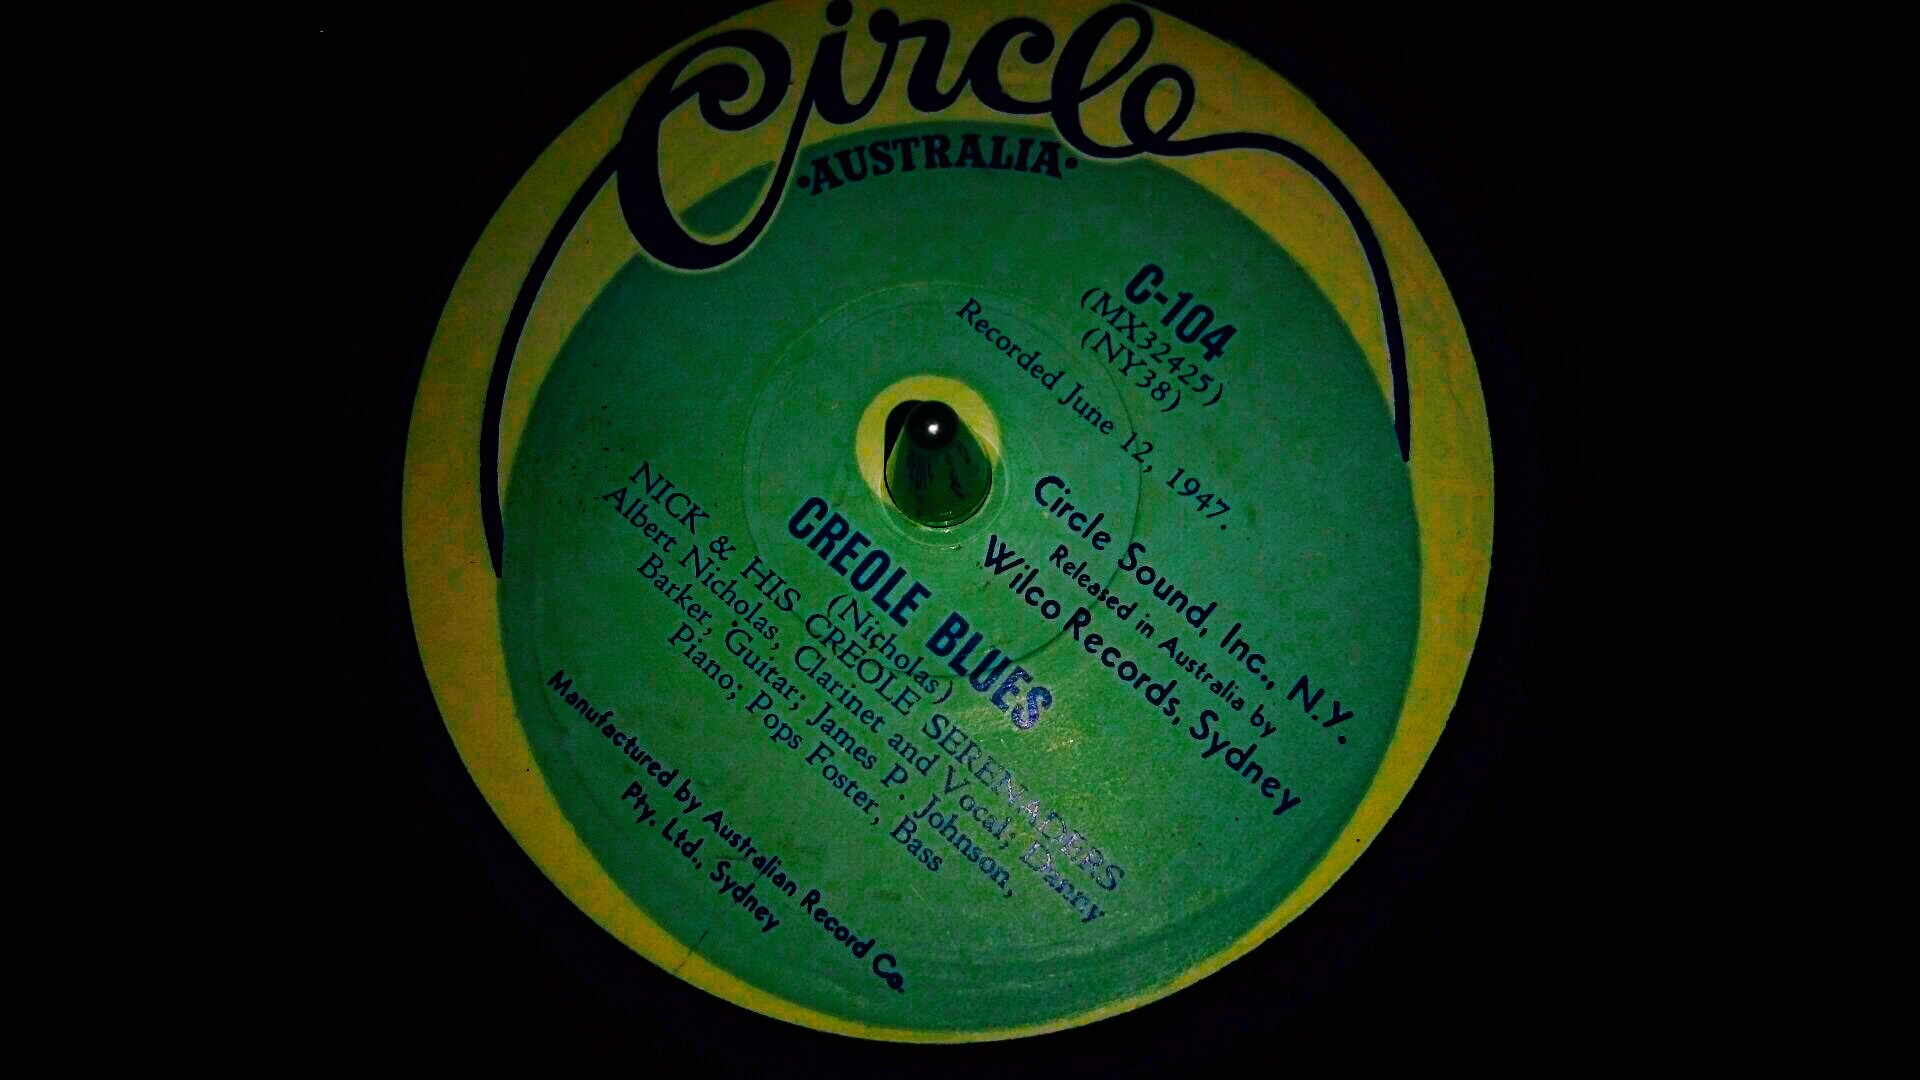 Circle
•AUSTRALIA•
C-104
(MX32425)
(NY38)
Recorded June 12, 1947.
Circle Sound, Inc., N.Y.
Released in Australia by
Wilco Records, Sydney
CREOLE BLUES
(Nicholas)
NICK & HIS CREOLE SERENADERS
Albert Nicholas, Clarinet and Vocal; Danny
Barker, Guitar; James P. Johnson,
Piano; Pops Foster, Bass
Manufactured by Australian Record Co.
Pty. Ltd., Sydney